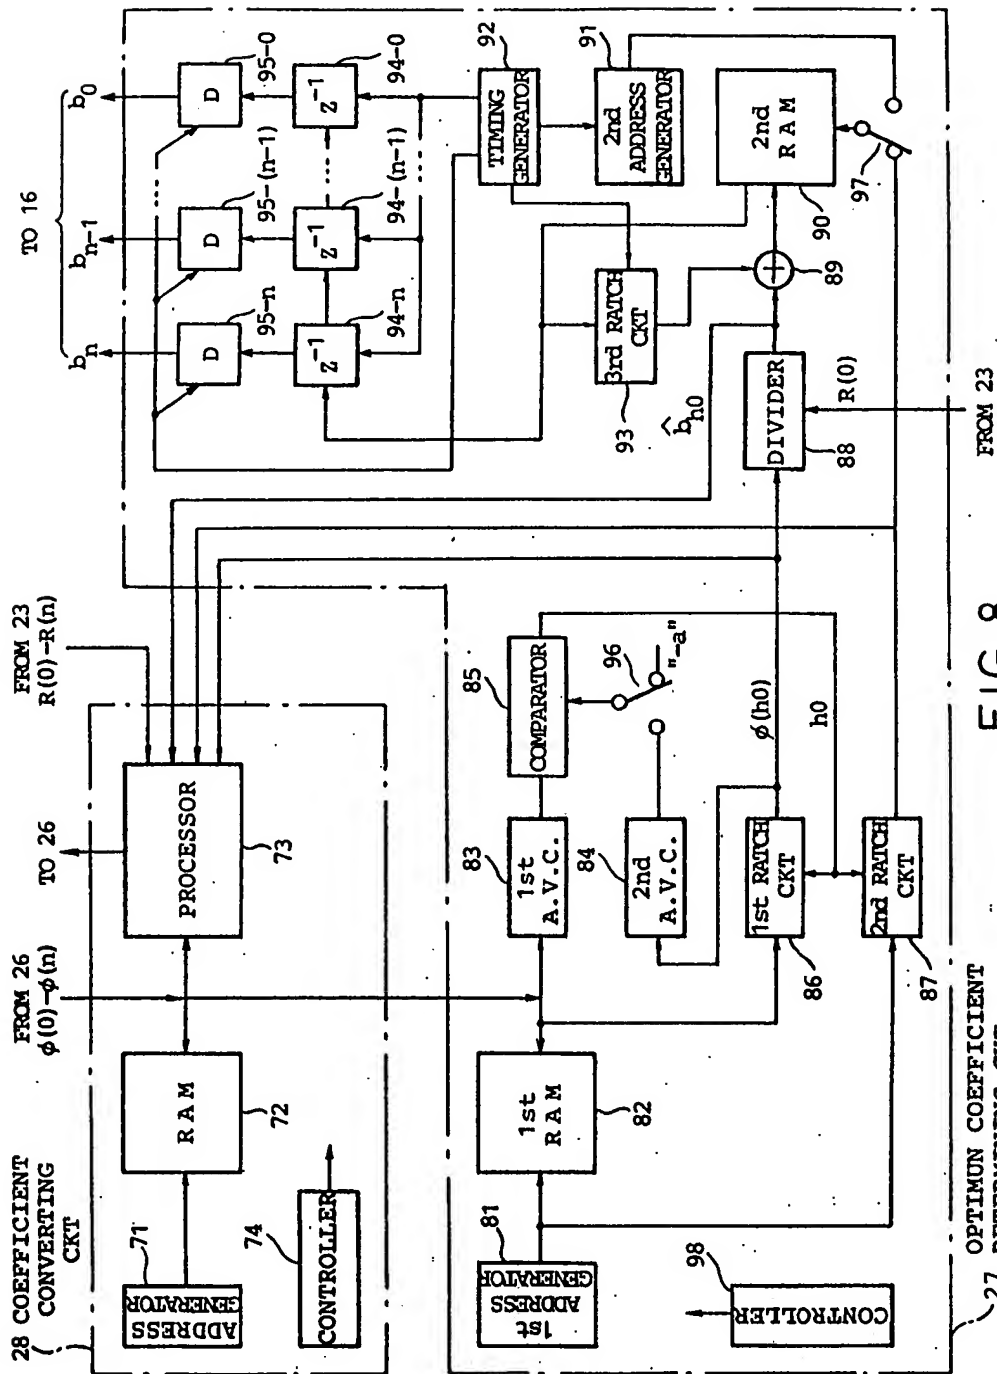 28 COEFFICIENT
CONVERTING
CKT
71
ADDRESS
GENERATOR
RAM
72
74
CONTROLLER
FROM 26
φ(0)-φ(n)
TO 26
PROCESSOR
73
FROM 23
R(0)-R(n)
81
1st
ADDRESS
GENERATOR
1st
RAM
82
83
1st
A.V.C.
84
2nd
A.V.C.
85
COMPARATOR
96
"-a"
1st RATCH
CKT
86
2nd RATCH
CKT
87
φ(h0)
h0
98
CONTROLLER
27
OPTIMUN COEFFICIENT
TO 16
bn
bn-1
b0
D
95-n
D
95-(n-1)
D
95-0
Z-1
94-n
Z-1
94-(n-1)
Z-1
94-0
TIMING
GENERATOR
92
2nd
ADDRESS
GENERATOR
91
3rd RATCH
CKT
93
b̂h0
DIVIDER
88
R(0)
FROM 23
+
89
2nd
RAM
90
97
FIG. 8